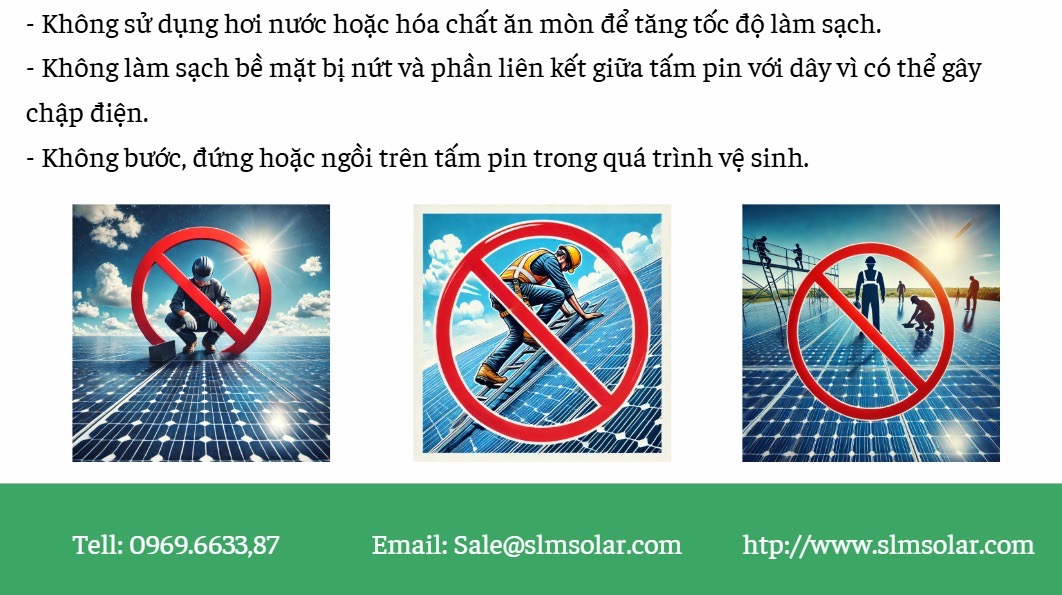 - Không sử dụng hơi nước hoặc hóa chất ăn mòn để tăng tốc độ làm sạch.
- Không làm sạch bề mặt bị nứt và phần liên kết giữa tấm pin với dây vì có thể gây
chập điện.
- Không bước, đứng hoặc ngồi trên tấm pin trong quá trình vệ sinh.
Tell: 0969.6633,87 Email: Sale@slmsolar.com htp://www.slmsolar.com